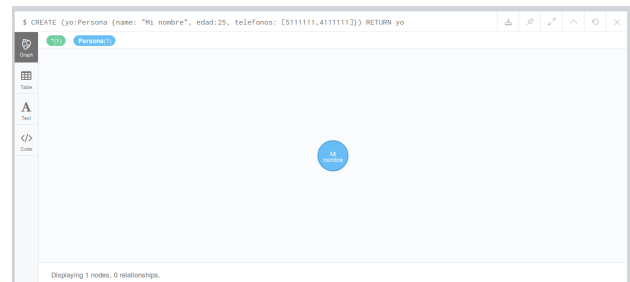 $ CREATE (yo:Persona {name: "Mi nombre", edad:25, telefonos: [5111111,4111111]}) RETURN yo
Graph
*(1) Persona(1)
Table
Text
Code
Mi
nombre
Displaying 1 nodes, 0 relationships.